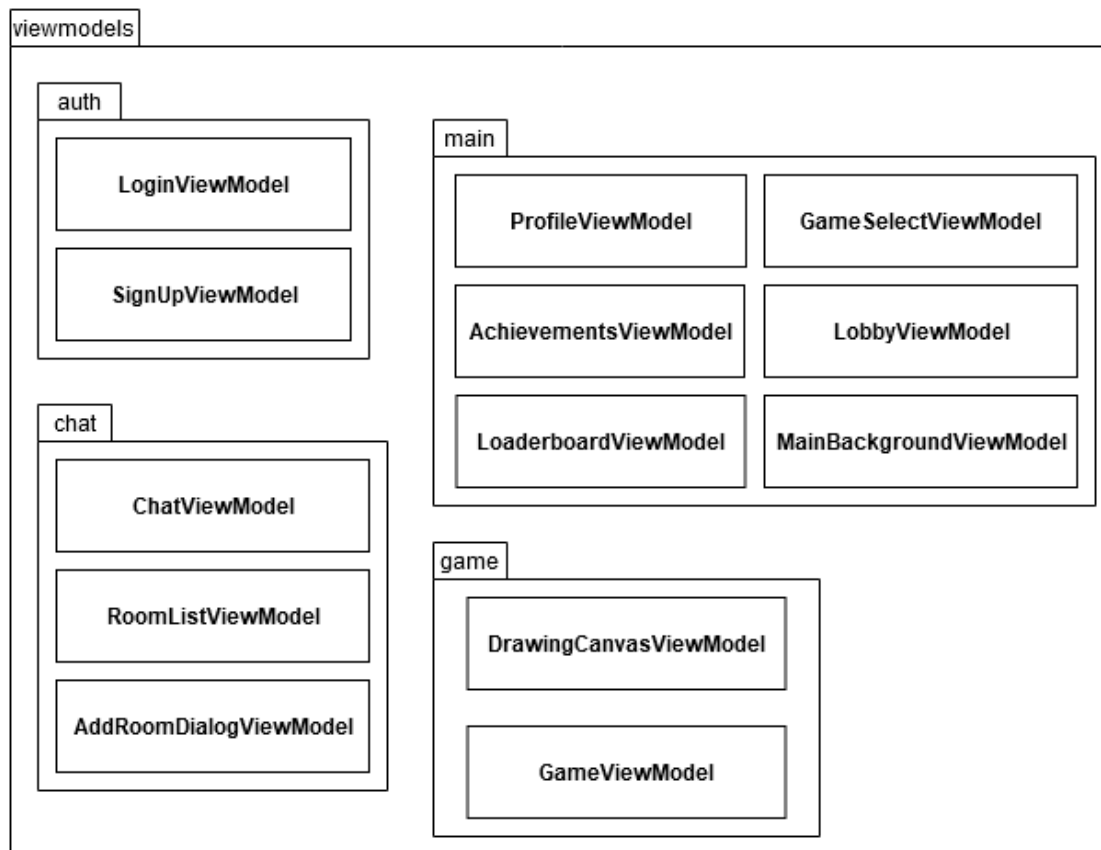 viewmodels
auth
LoginViewModel
SignUpViewModel
main
ProfileViewModel
GameSelectViewModel
AchievementsViewModel
LobbyViewModel
LoaderboardViewModel
MainBackgroundViewModel
chat
ChatViewModel
RoomListViewModel
AddRoomDialogViewModel
game
DrawingCanvasViewModel
GameViewModel